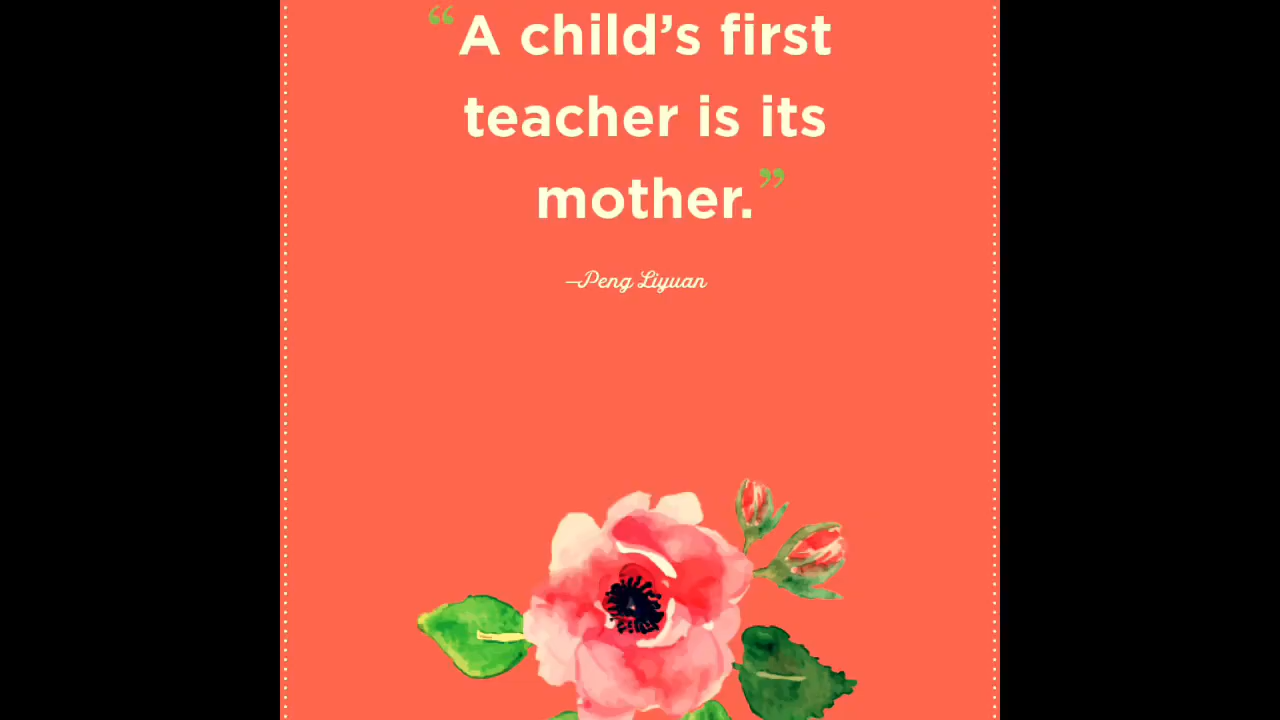 “A child’s first
teacher is its
mother.”
—Peng Liyuan